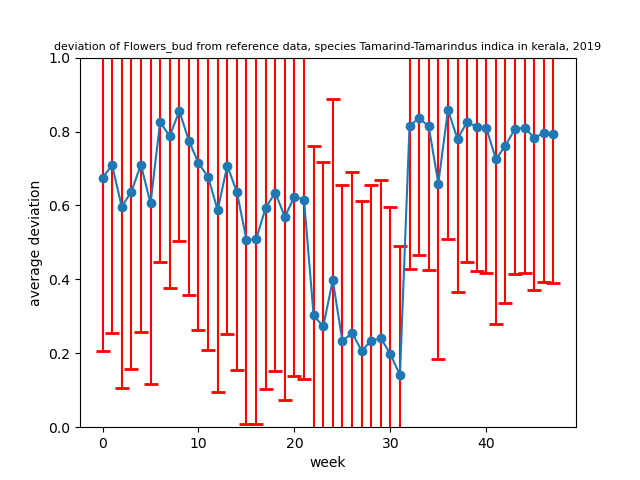 deviation of Flowers_bud from reference data, species Tamarind-Tamarindus indica in kerala, 2019
1.0
0.8
0.6
0.4
0.2
0.0
average deviation
0 10 20 30 40
week